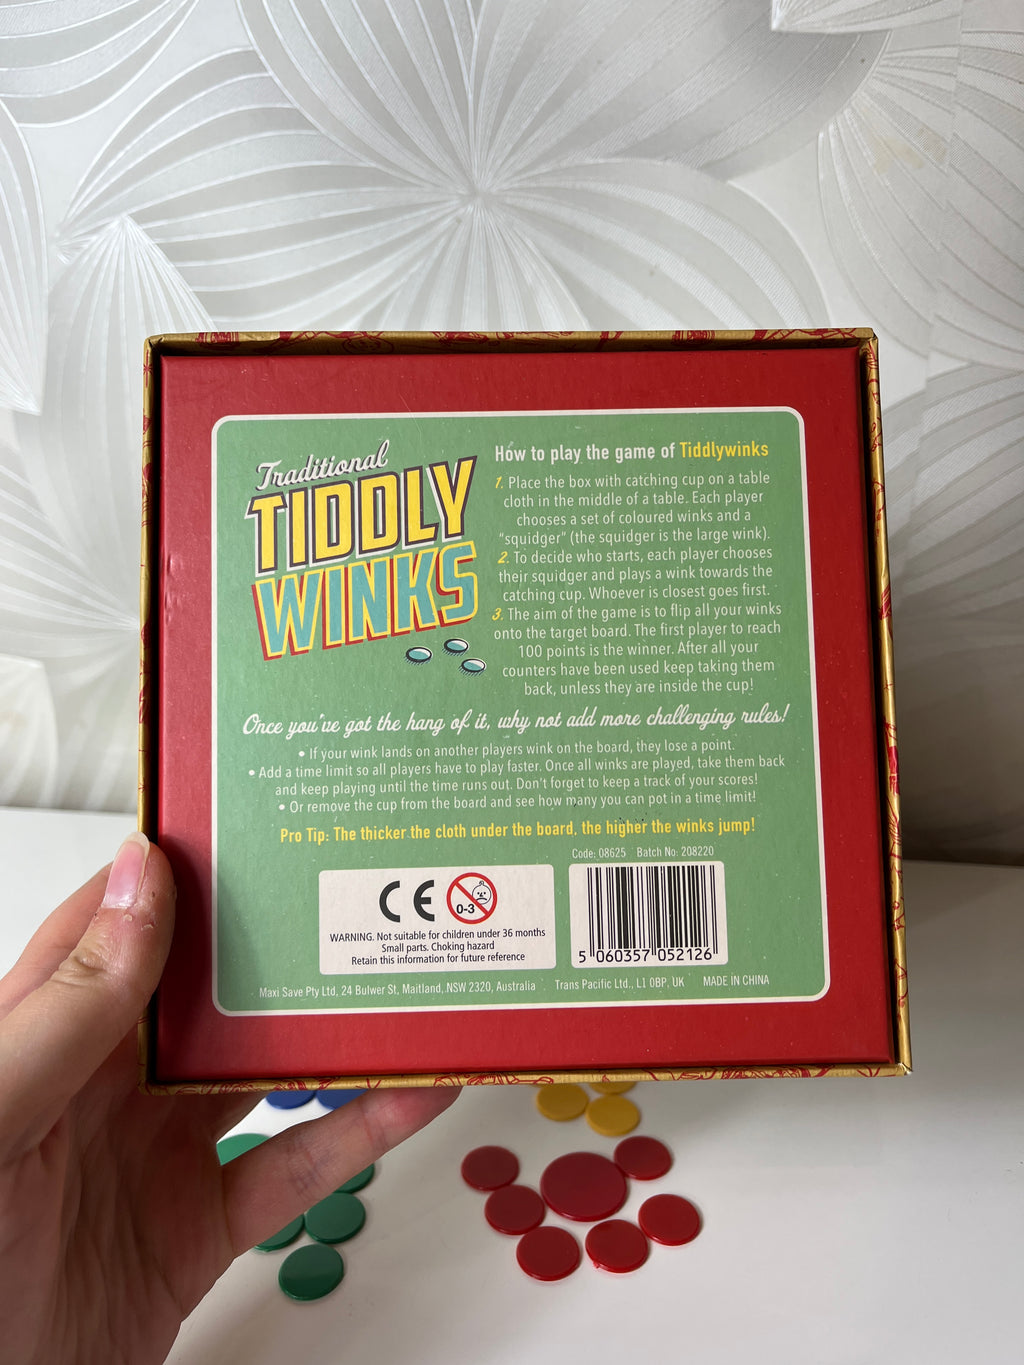 Traditional
TIDDLY
WINKS
How to play the game of Tiddlywinks
1. Place the box with catching cup on a table
cloth in the middle of a table. Each player
chooses a set of coloured winks and a
"squidger" (the squidger is the large wink).
2. To decide who starts, each player chooses
their squidger and plays a wink towards the
catching cup. Whoever is closest goes first.
3. The aim of the game is to flip all your winks
onto the target board. The first player to reach
100 points is the winner. After all your
counters have been used keep taking them
back, unless they are inside the cup!
Once you've got the hang of it, why not add more challenging rules!
• If your wink lands on another players wink on the board, they lose a point.
• Add a time limit so all players have to play faster. Once all winks are played, take them back
and keep playing until the time runs out. Don't forget to keep a track of your scores!
• Or remove the cup from the board and see how many you can pot in a time limit!
Pro Tip: The thicker the cloth under the board, the higher the winks jump!
Code: 08625 Batch No: 208220
CE
0-3
WARNING. Not suitable for children under 36 months
Small parts. Choking hazard
Retain this information for future reference
5 060357 052126
Maxi Save Pty Ltd, 24 Bulwer St, Maitland, NSW 2320, Australia Trans Pacific Ltd., L1 0BP, UK MADE IN CHINA